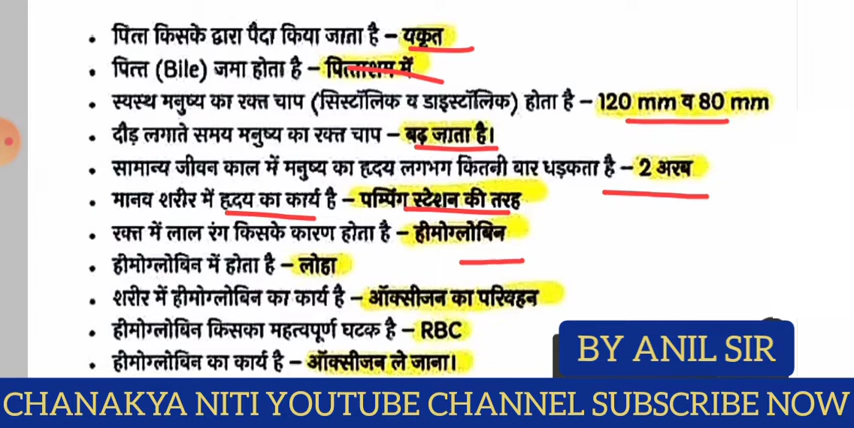 • पित्त किसके द्वारा पैदा किया जाता है – यकृत
• पित्त (Bile) जमा होता है – पित्ताशय में
• स्वस्थ मनुष्य का रक्त चाप (सिस्टॉलिक व डाइस्टॉलिक) होता है – 120 mm व 80 mm
• दौड़ लगाते समय मनुष्य का रक्त चाप – बढ़ जाता है।
• सामान्य जीवन काल में मनुष्य का हृदय लगभग कितनी बार धड़कता है – 2 अरब
• मानव शरीर में हृदय का कार्य है – पम्पिंग स्टेशन की तरह
• रक्त में लाल रंग किसके कारण होता है – हीमोग्लोबिन
• हीमोग्लोबिन में होता है – लोहा
• शरीर में हीमोग्लोबिन का कार्य है – ऑक्सीजन का परिवहन
• हीमोग्लोबिन किसका महत्वपूर्ण घटक है – RBC
• हीमोग्लोबिन का कार्य है – ऑक्सीजन ले जाना।
BY ANIL SIR
CHANAKYA NITI YOUTUBE CHANNEL SUBSCRIBE NOW